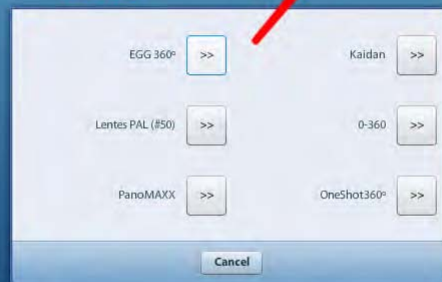 EGG 360º >> Kaidan >>
Lentes PAL (#50) >> 0-360 >>
PanoMAXX >> OneShot360º >>
Cancel